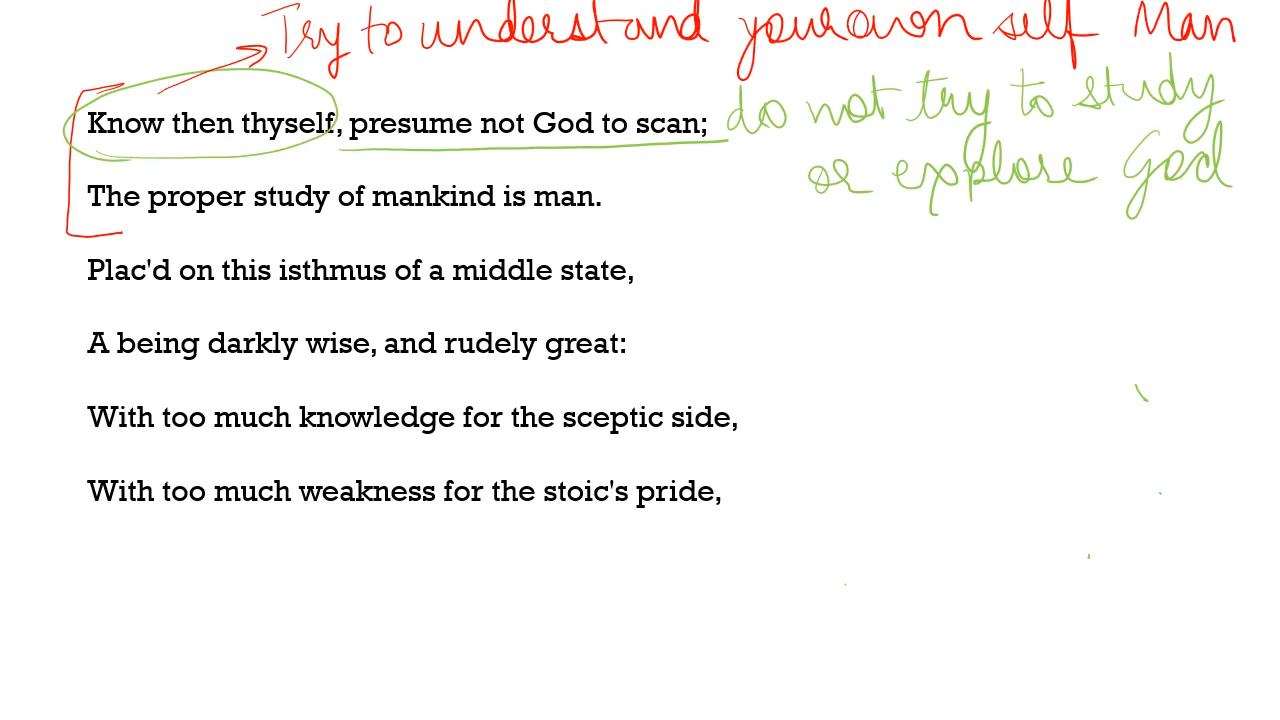 Try to understand your own self Man
do not try to study
Know then thyself, presume not God to scan;
or explore God
The proper study of mankind is man.
Plac'd on this isthmus of a middle state,
A being darkly wise, and rudely great:
With too much knowledge for the sceptic side,
With too much weakness for the stoic's pride,